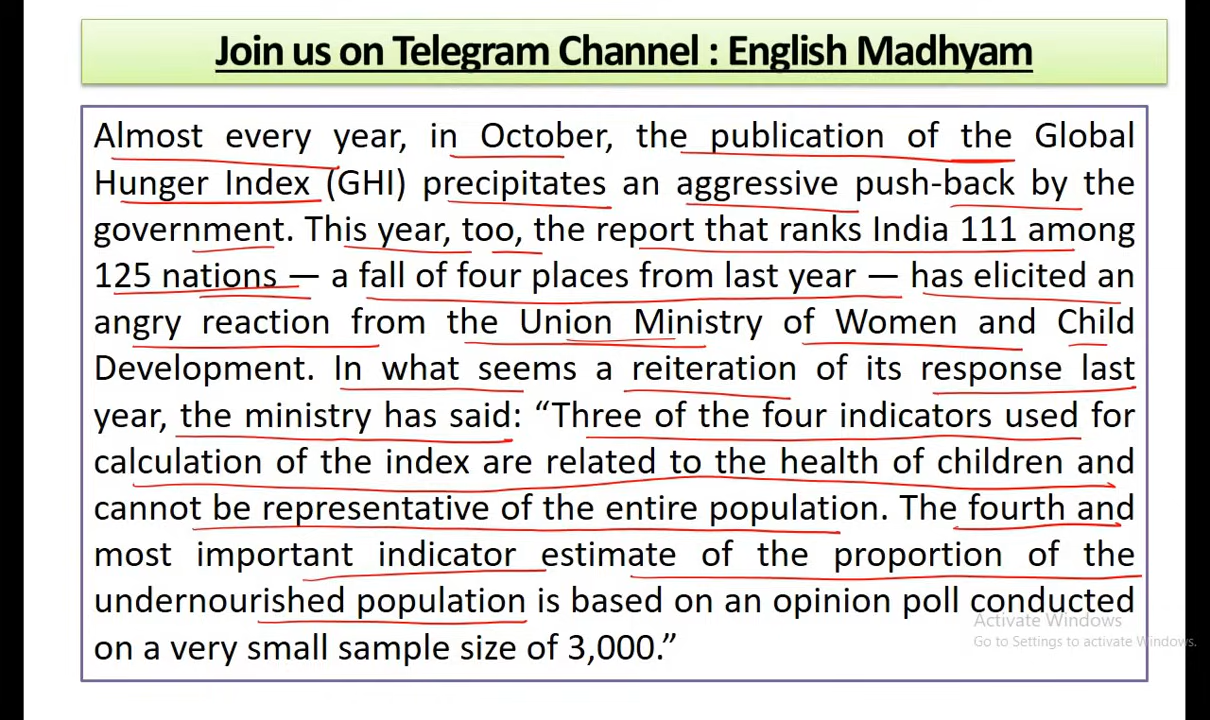 Join us on Telegram Channel : English Madhyam
Almost every year, in October, the publication of the Global
Hunger Index (GHI) precipitates an aggressive push-back by the
government. This year, too, the report that ranks India 111 among
125 nations — a fall of four places from last year — has elicited an
angry reaction from the Union Ministry of Women and Child
Development. In what seems a reiteration of its response last
year, the ministry has said: “Three of the four indicators used for
calculation of the index are related to the health of children and
cannot be representative of the entire population. The fourth and
most important indicator estimate of the proportion of the
undernourished population is based on an opinion poll conducted
on a very small sample size of 3,000.”
Activate Windows
Go to Settings to activate Windows.